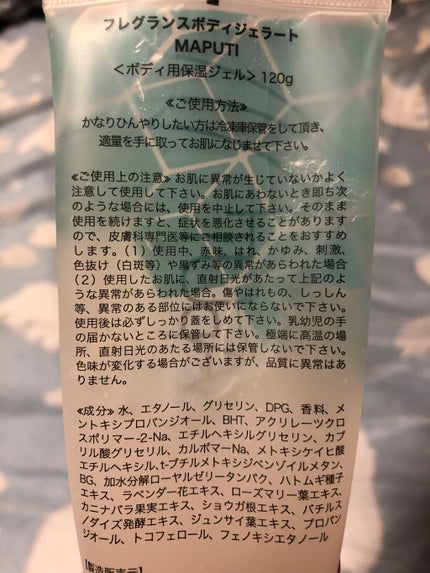 フレグランスボディジェラート
MAPUTI
<ボディ用保湿ジェル>120g
≪ご使用方法≫
かなりひんやりしたい方は冷凍庫保管をして頂き、
適量を手に取ってお肌になじませて下さい。
≪ご使用上の注意≫お肌に異常が生じていないかよく
注意して使用して下さい。お肌にあわないとき即ち次
のような場合には、使用を中止して下さい。そのまま
使用を続けますと、症状を悪化させることがあります
ので、皮膚科専門医等にご相談されることをおすすめ
します。(1)使用中、赤味、はれ、かゆみ、刺激、
色抜け(白斑等)や黒ずみ等の異常があらわれた場合
(2)使用したお肌に、直射日光があたって上記のよ
うな異常があらわれた場合。傷やはれもの、しっしん
等、異常のある部位にはお使いにならないで下さい。
使用後は必ずしっかり蓋をしめて下さい。乳幼児の手
の届かないところに保管して下さい。極端に高温の場
所、直射日光のあたる場所には保管しないで下さい。
色味が変化する場合がございますが、品質に異常はあ
りません。
≪成分≫水、エタノール、グリセリン、DPG、香料、メ
ントキシプロパンジオール、BHT、アクリレーツクロ
スポリマー-2-Na、エチルヘキシルグリセリン、カプ
リル酸グリセリル、カルボマーNa、メトキシケイヒ酸
エチルヘキシル、t-ブチルメトキシジベンゾイルメタン、
BG、加水分解ローヤルゼリータンパク、ハトムギ種子
エキス、ラベンダー花エキス、ローズマリー葉エキス、
カニナバラ果実エキス、ショウガ根エキス、バチルス
/ダイズ発酵エキス、ジュンサイ葉エキス、プロパン
ジオール、トコフェロール、フェノキシエタノール